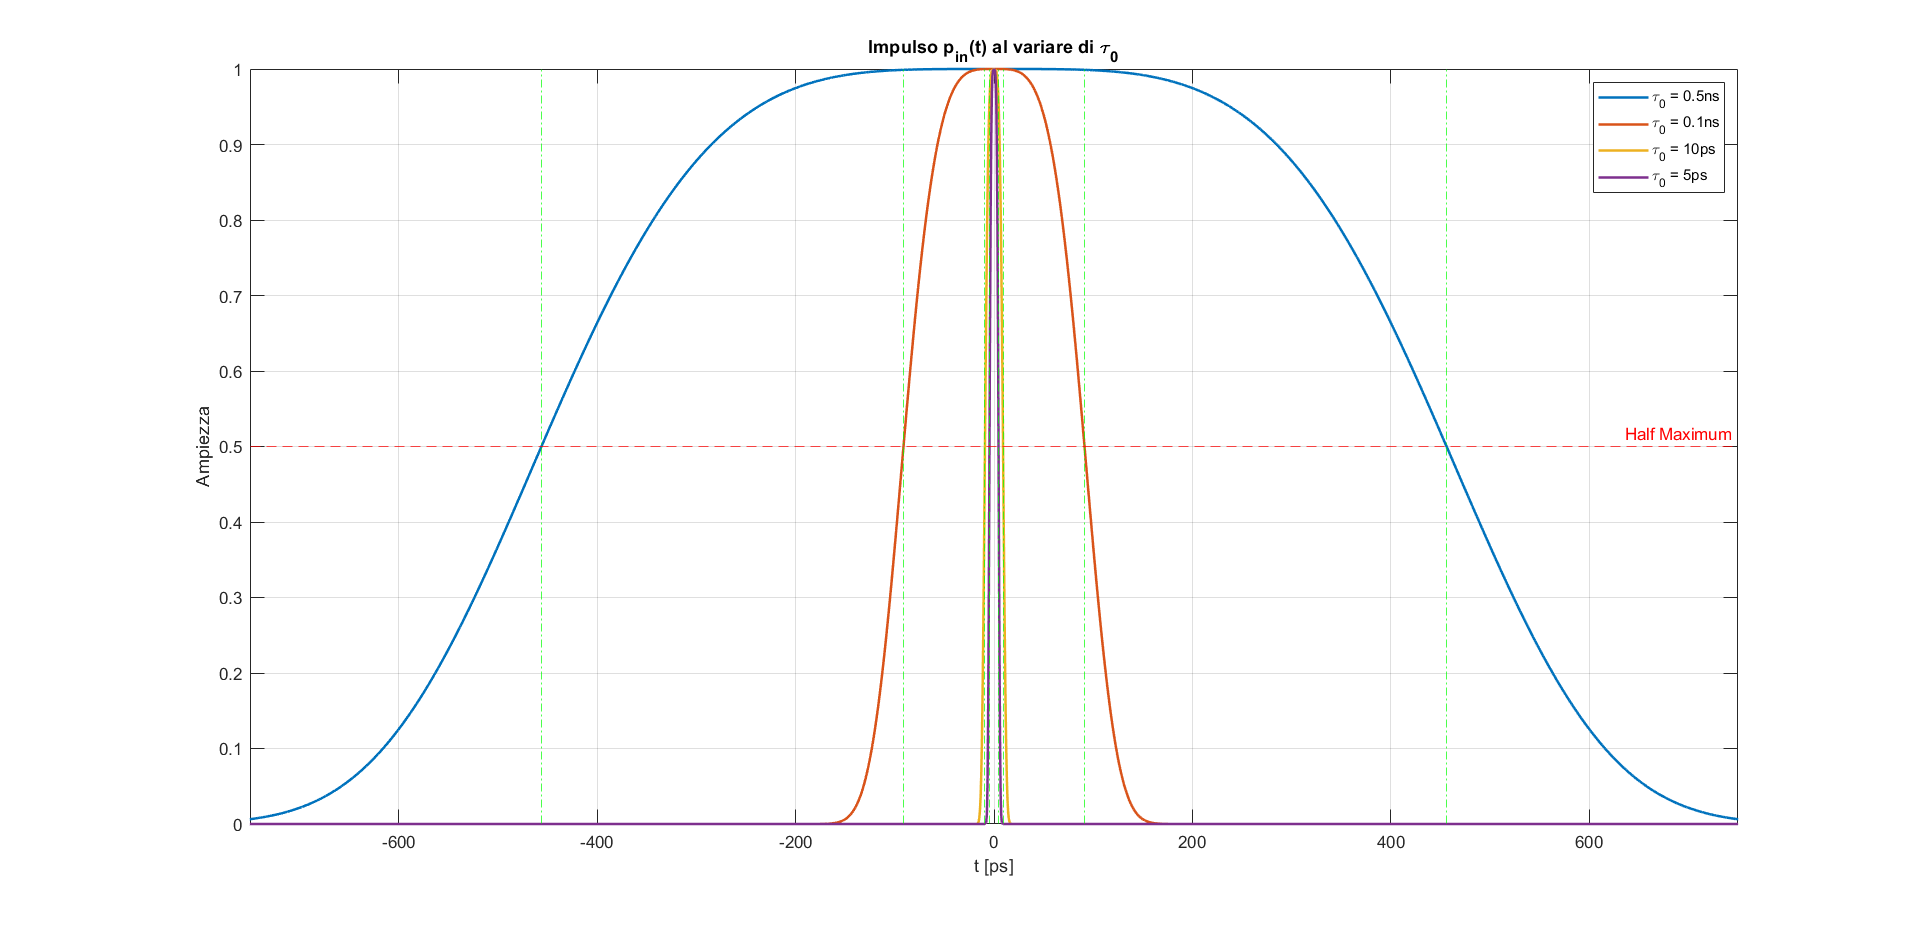 Impulso p_in(t) al variare di τ_0
Ampiezza
1
0.9
0.8
0.7
0.6
0.5
0.4
0.3
0.2
0.1
0
τ_0 = 0.5ns
τ_0 = 0.1ns
τ_0 = 10ps
τ_0 = 5ps
Half Maximum
-600 -400 -200 0 200 400 600
t [ps]